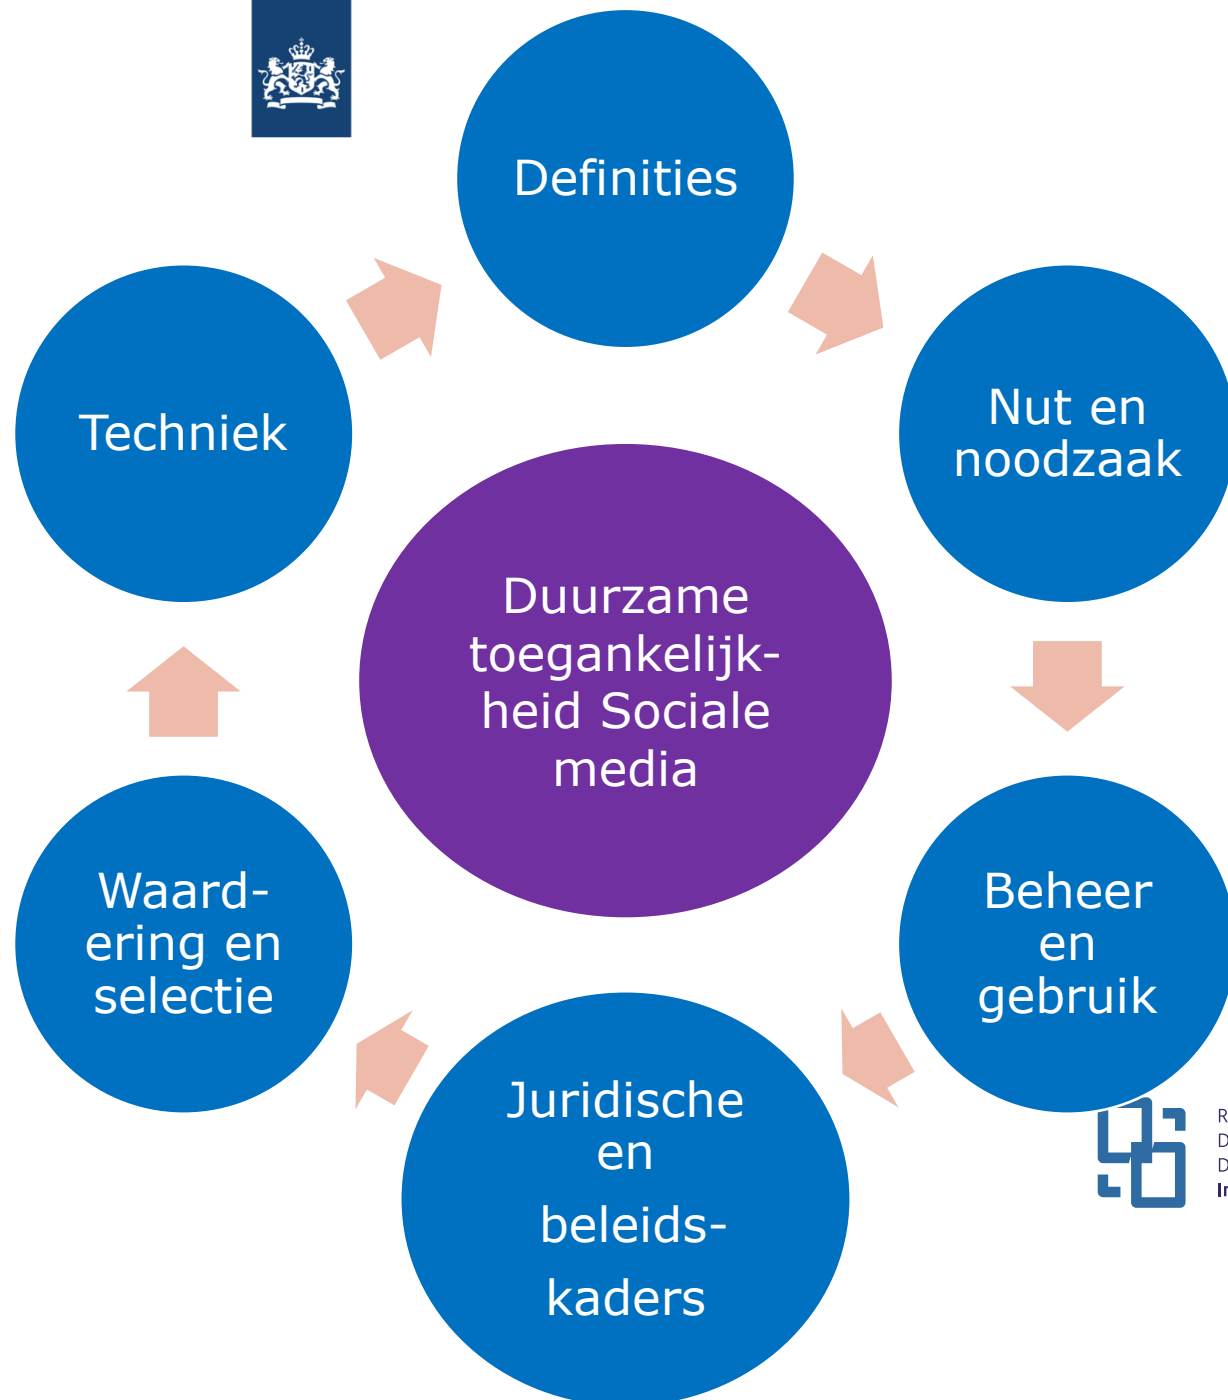 Definities
Nut en
noodzaak
Beheer
en
gebruik
Juridische
en
beleids-
kaders
Waard-
ering en
selectie
Techniek
Duurzame
toegankelijk-
heid Sociale
media